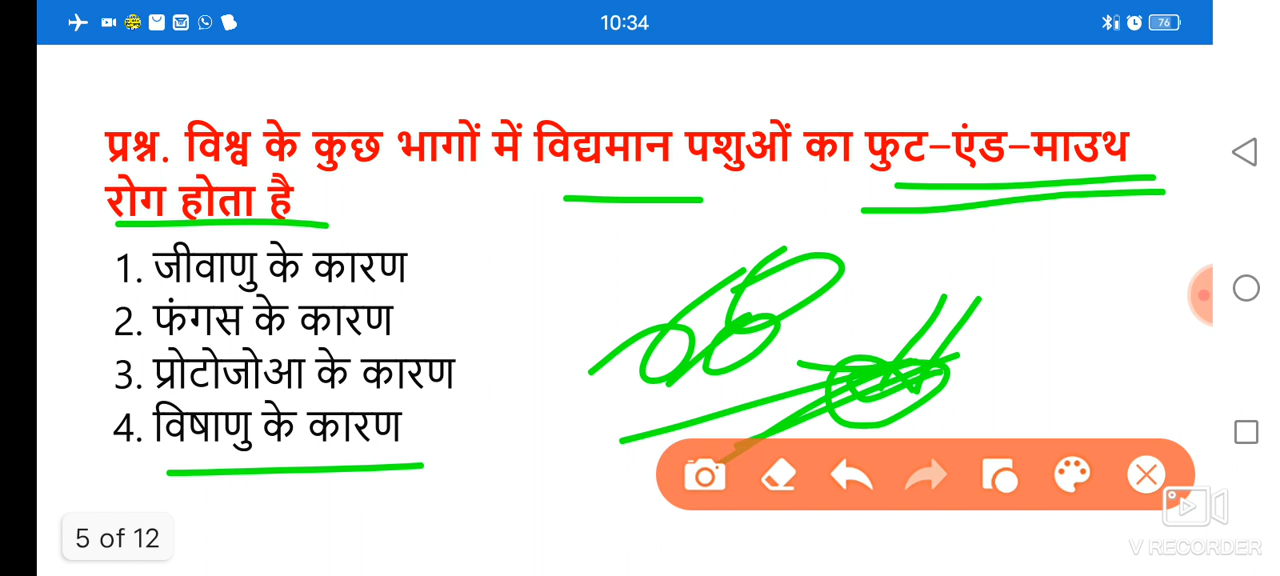 10:34
76
प्रश्न. विश्व के कुछ भागों में विद्यमान पशुओं का फुट-एंड-माउथ
रोग होता है
1. जीवाणु के कारण
2. फंगस के कारण
3. प्रोटोजोआ के कारण
4. विषाणु के कारण
5 of 12
V RECORDER